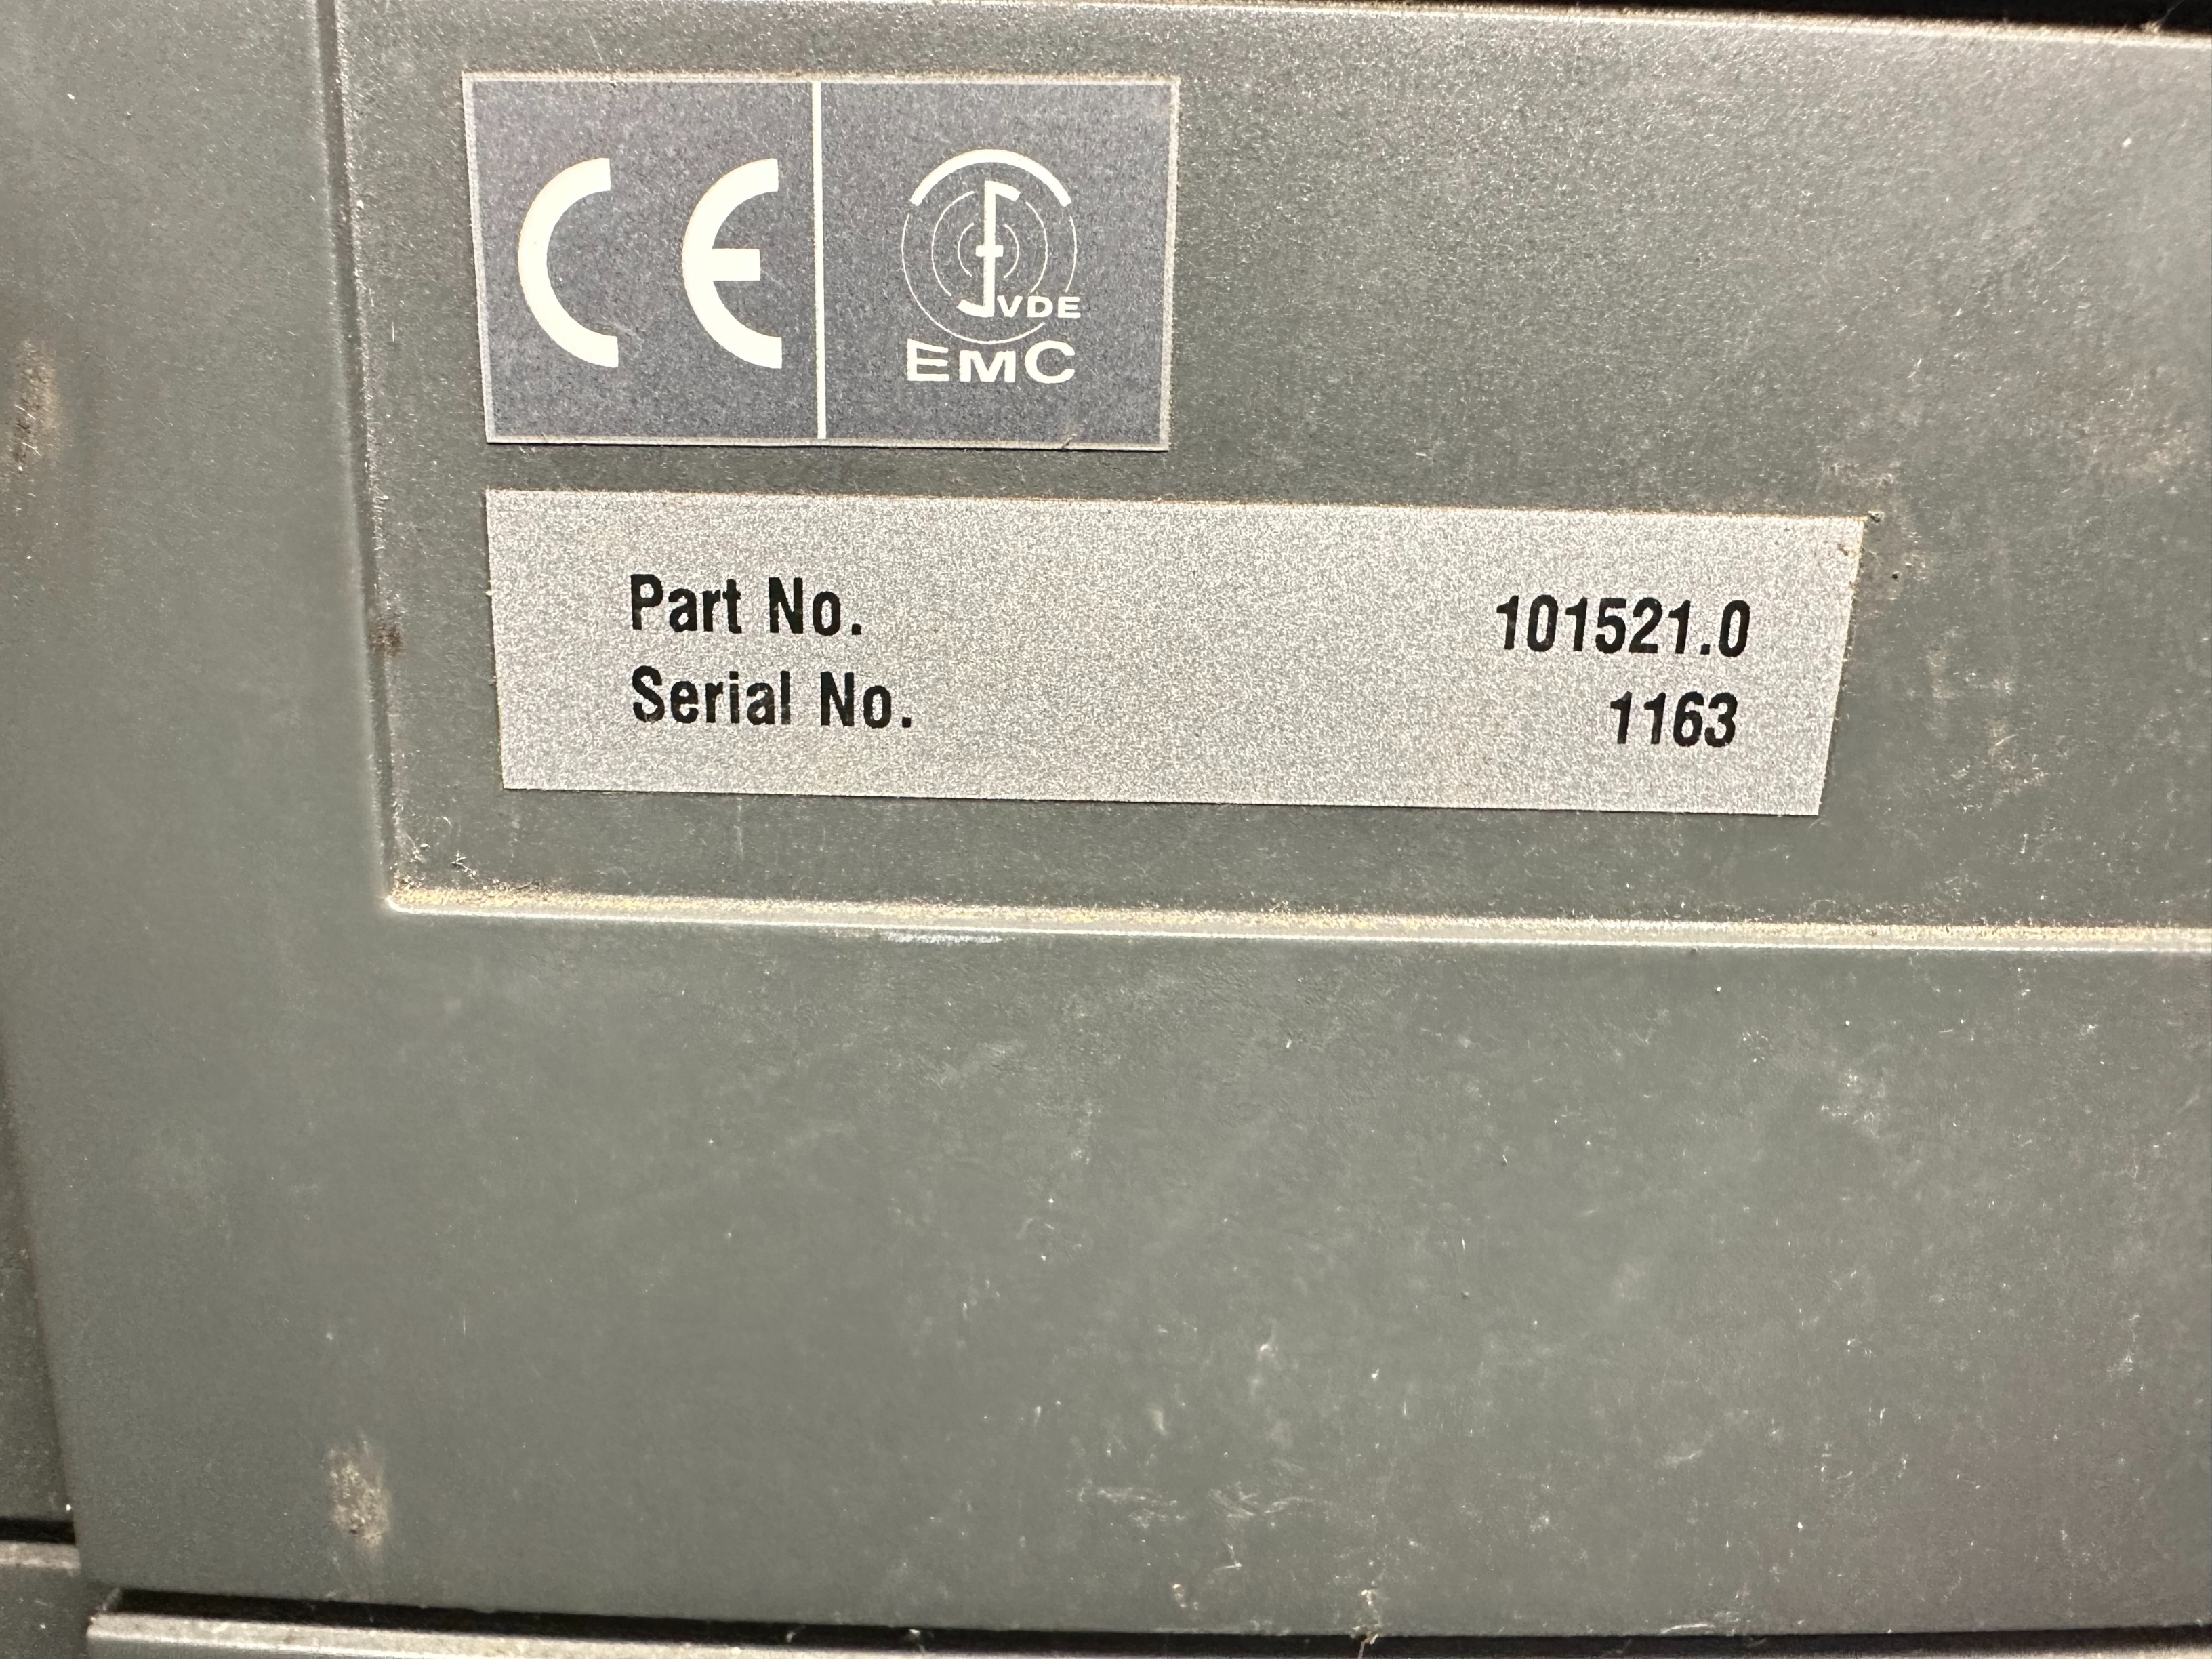 CE
VDE
EMC
Part No. 101521.0
Serial No. 1163